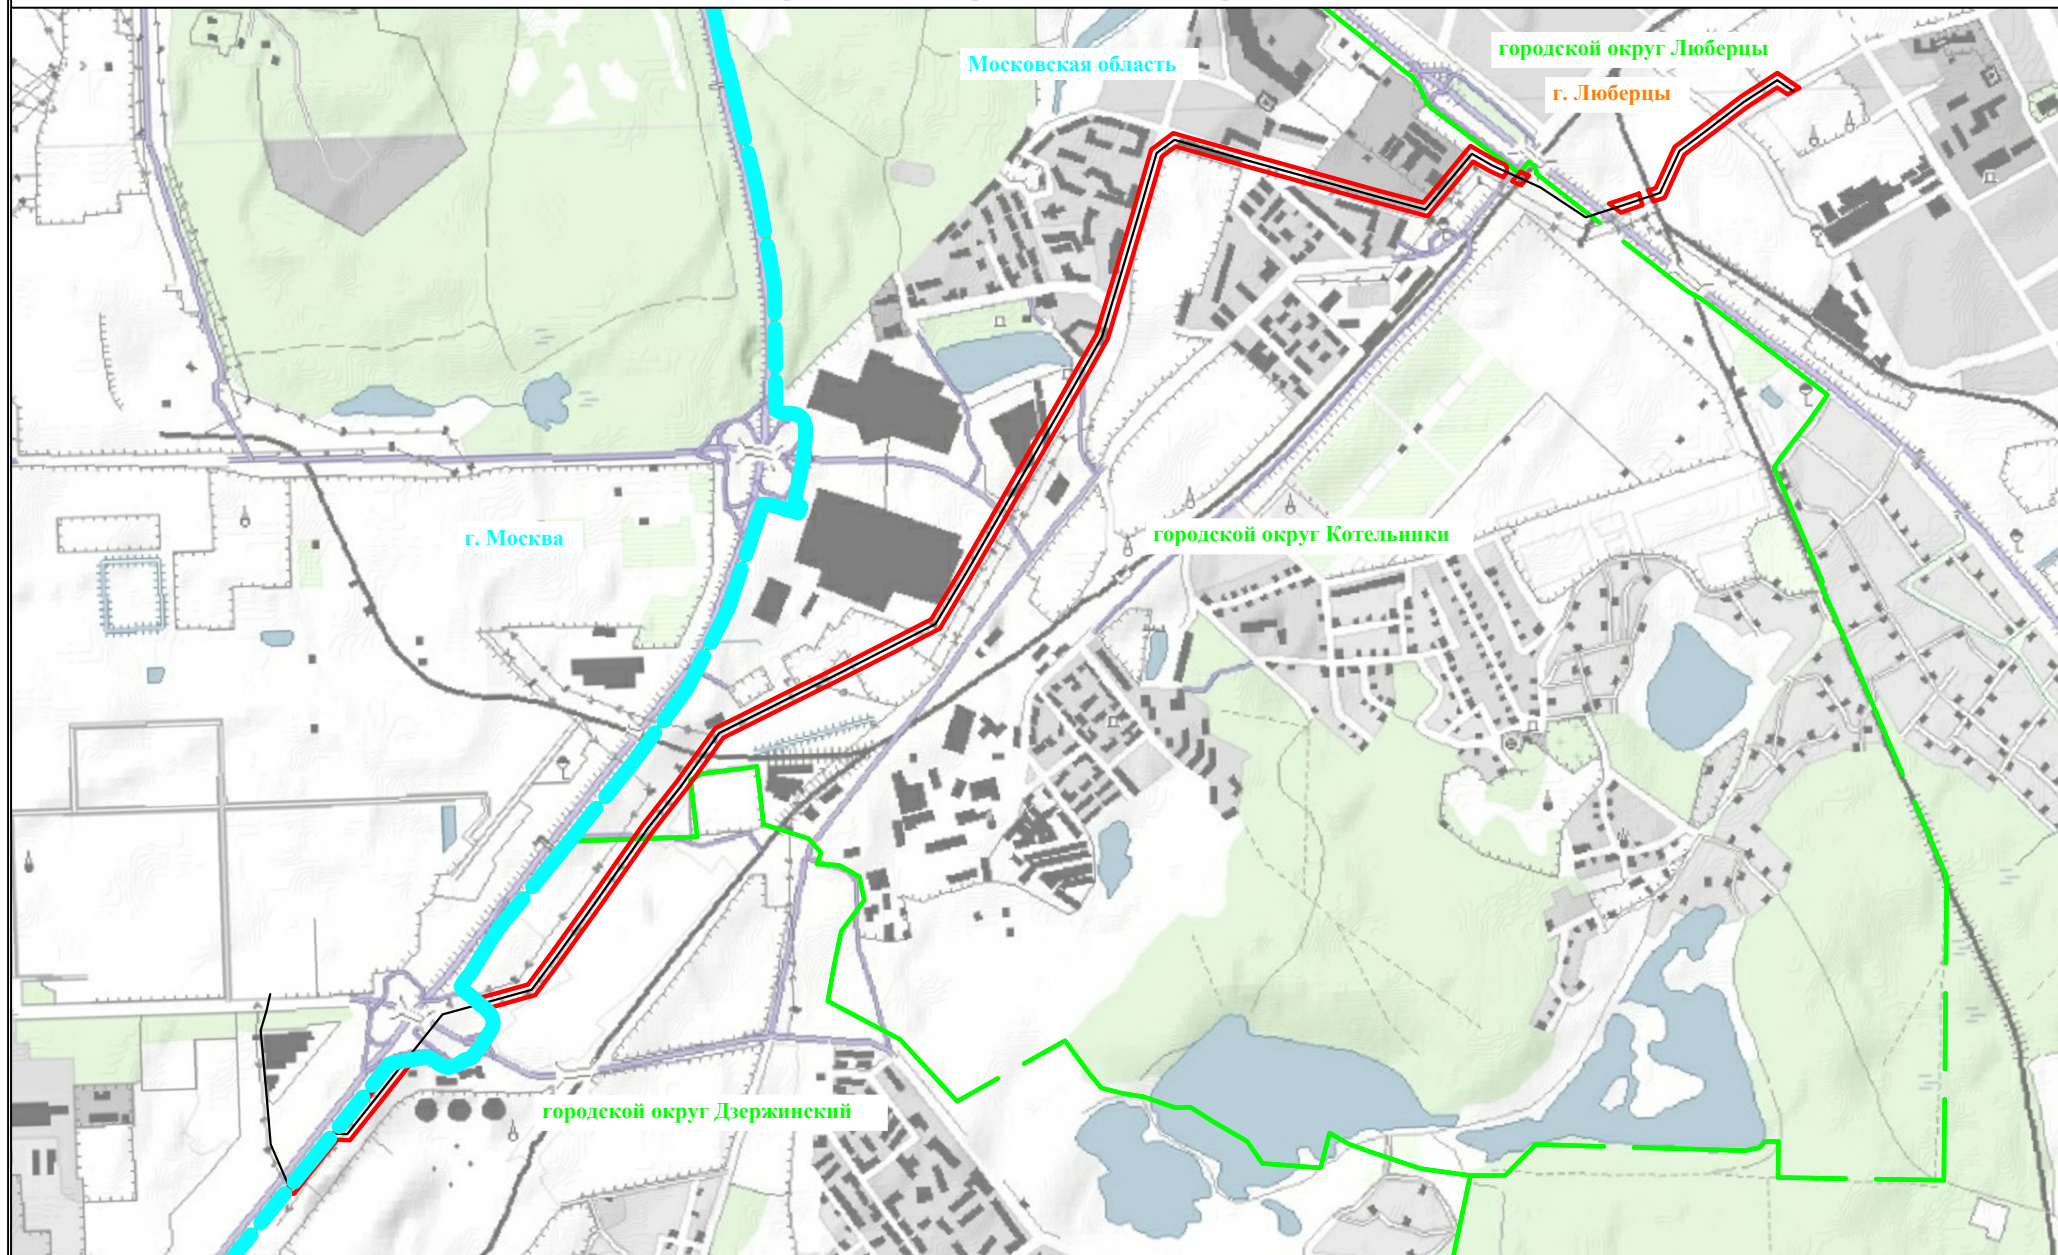 городской округ Люберцы
Московская область
г. Люберцы
г. Москва
городской округ Котельники
городской округ Дзержинский